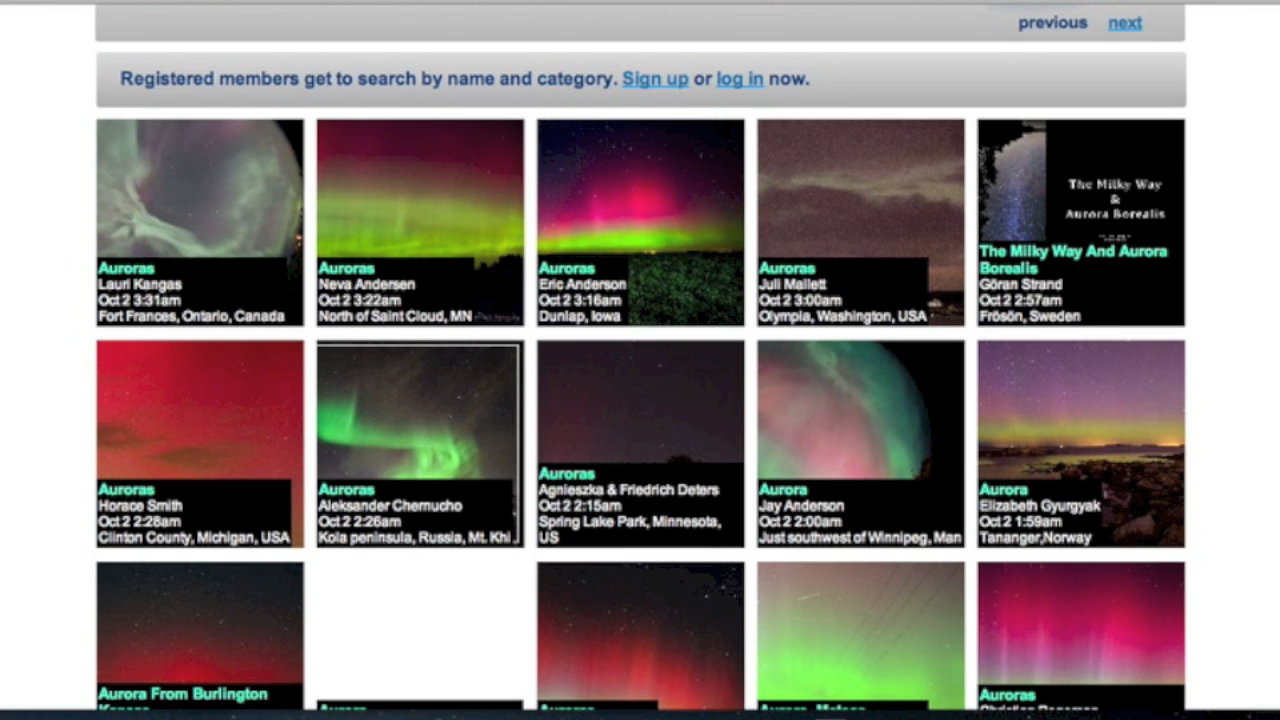 previous next
Registered members get to search by name and category. Sign up or log in now.
Auroras
Lauri Kangas
Oct 2 3:31am
Fort Frances, Ontario, Canada
Auroras
Neva Andersen
Oct 2 3:22am
North of Saint Cloud, MN
Auroras
Eric Anderson
Oct 2 3:16am
Dunlap, Iowa
Auroras
Juli Mallett
Oct 2 3:00am
Olympia, Washington, USA
The Milky Way
&
Aurora Borealis
The Milky Way And Aurora
Borealis
Göran Strand
Oct 2 2:57am
Frösön, Sweden
Auroras
Horace Smith
Oct 2 2:28am
Clinton County, Michigan, USA
Auroras
Aleksander Chernucho
Oct 2 2:26am
Kola peninsula, Russia, Mt. Khi
Auroras
Agnieszka & Friedrich Deters
Oct 2 2:15am
Spring Lake Park, Minnesota,
US
Aurora
Jay Anderson
Oct 2 2:00am
Just southwest of Winnipeg, Man
Aurora
Elizabeth Gyurgyak
Oct 2 1:59am
Tananger,Norway
Aurora From Burlington
Auroras